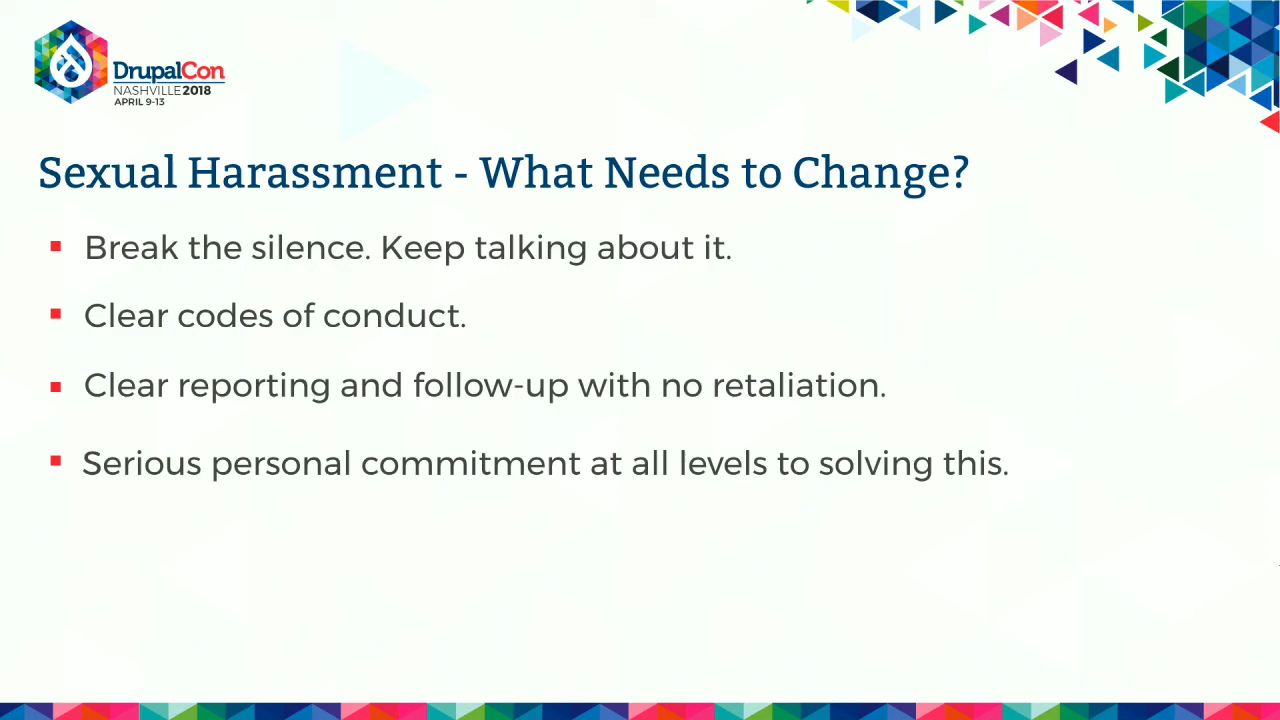 DrupalCon
NASHVILLE 2018
APRIL 9-13
Sexual Harassment - What Needs to Change?
Break the silence. Keep talking about it.
Clear codes of conduct.
Clear reporting and follow-up with no retaliation.
Serious personal commitment at all levels to solving this.